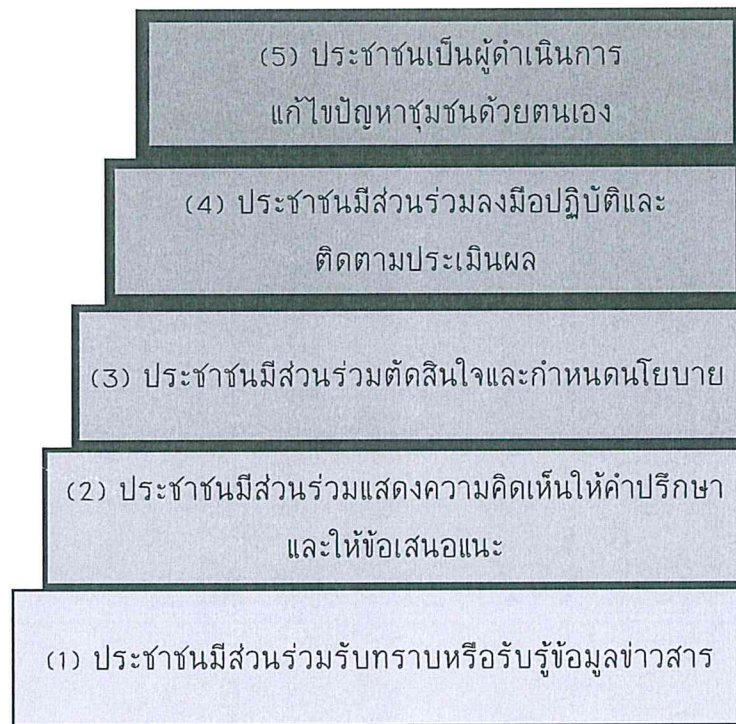 (5) ประชาชนเป็นผู้ดำเนินการ
แก้ไขปัญหาชุมชนด้วยตนเอง
(4) ประชาชนมีส่วนร่วมลงมือปฏิบัติและ
ติดตามประเมินผล
(3) ประชาชนมีส่วนร่วมตัดสินใจและกำหนดนโยบาย
(2) ประชาชนมีส่วนร่วมแสดงความคิดเห็นให้คำปรึกษา
และให้ข้อเสนอแนะ
(1) ประชาชนมีส่วนร่วมรับทราบหรือรับรู้ข้อมูลข่าวสาร